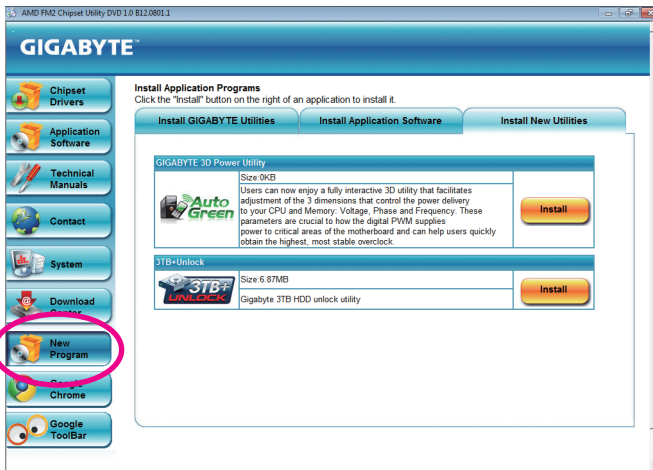 AMD FM2 Chipset Utility DVD 1.0 B12.0801.1
GIGABYTE™
Chipset
Drivers
Application
Software
Technical
Manuals
Contact
System
Download
Center
New
Program
Google
Chrome
Google
ToolBar
Install Application Programs
Click the "Install" button on the right of an application to install it.
Install GIGABYTE Utilities
Install Application Software
Install New Utilities
GIGABYTE 3D Power Utility
Auto
Green
Size:0KB
Users can now enjoy a fully interactive 3D utility that facilitates
adjustment of the 3 dimensions that control the power delivery
to your CPU and Memory: Voltage, Phase and Frequency. These
parameters are crucial to how the digital PWM supplies
power to critical areas of the motherboard and can help users quickly
obtain the highest, most stable overclock.
Install
3TB+Unlock
3TB+
UNLOCK
Size:6.87MB
Gigabyte 3TB HDD unlock utility
Install